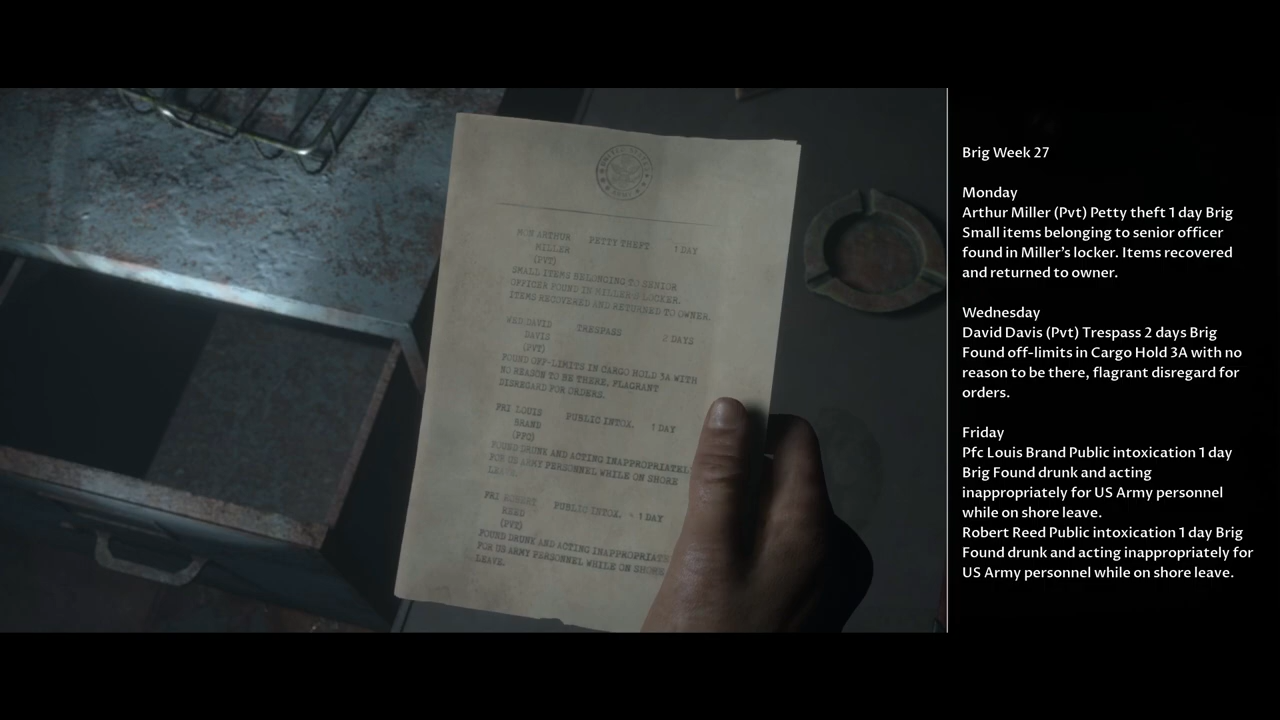 UNITED STATES
ARMY
MON ARTHUR PETTY THEFT 1 DAY
MILLER
(PVT)
SMALL ITEMS BELONGING TO SENIOR
OFFICER FOUND IN MILLER'S LOCKER.
ITEMS RECOVERED AND RETURNED TO OWNER.
WED DAVID TRESPASS 2 DAYS
DAVIS
(PVT)
FOUND OFF-LIMITS IN CARGO HOLD 3A WITH
NO REASON TO BE THERE, FLAGRANT
DISREGARD FOR ORDERS.
FRI LOUIS PUBLIC INTOX. 1 DAY
BRAND
(PFC)
FOUND DRUNK AND ACTING INAPPROPRIATEL
FOR US ARMY PERSONNEL WHILE ON SHORE
LEAVE.
FRI ROBERT PUBLIC INTOX. 1 DAY
REED
(PVT)
FOUND DRUNK AND ACTING INAPPROPRIATE
FOR US ARMY PERSONNEL WHILE ON SHORE
LEAVE.
Brig Week 27
Monday
Arthur Miller (Pvt) Petty theft 1 day Brig
Small items belonging to senior officer
found in Miller's locker. Items recovered
and returned to owner.
Wednesday
David Davis (Pvt) Trespass 2 days Brig
Found off-limits in Cargo Hold 3A with no
reason to be there, flagrant disregard for
orders.
Friday
Pfc Louis Brand Public intoxication 1 day
Brig Found drunk and acting
inappropriately for US Army personnel
while on shore leave.
Robert Reed Public intoxication 1 day Brig
Found drunk and acting inappropriately for
US Army personnel while on shore leave.